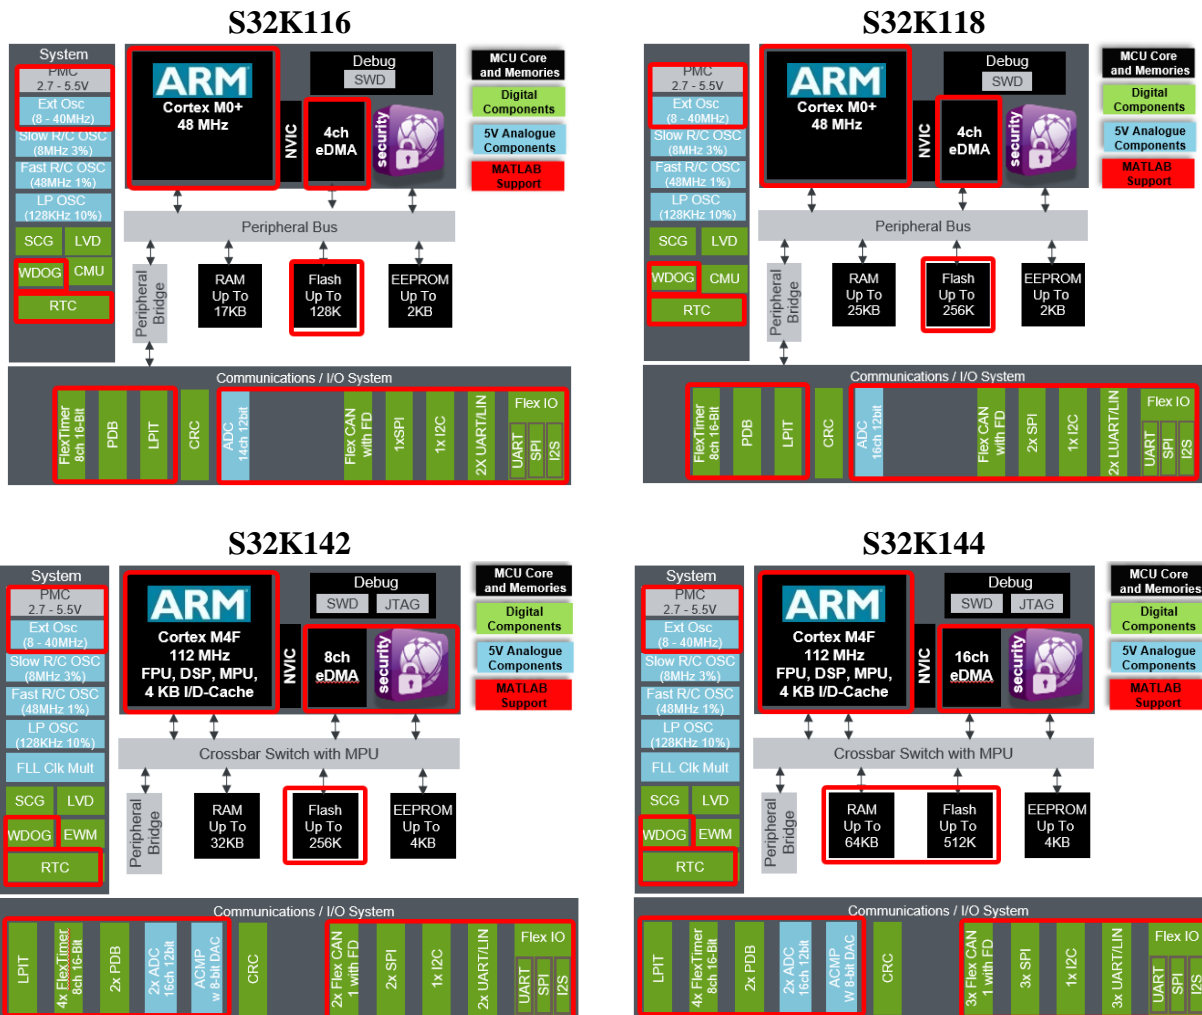 S32K116
System
PMC
2.7 - 5.5V
Ext Osc
(8 - 40MHz)
Slow R/C OSC
(8MHz 3%)
Fast R/C OSC
(48MHz 1%)
LP OSC
(128KHz 10%)
SCG
LVD
WDOG
CMU
RTC
ARM
Cortex M0+
48 MHz
NVIC
Debug
SWD
4ch
eDMA
security
MCU Core
and Memories
Digital
Components
5V Analogue
Components
MATLAB
Support
Peripheral Bus
Peripheral
Bridge
RAM
Up To
17KB
Flash
Up To
128K
EEPROM
Up To
2KB
Communications / I/O System
FlexTimer
8ch 16-Bit
PDB
LPIT
CRC
ADC
14ch 12bit
Flex CAN
with FD
1xSPI
1x I2C
2X UART/LIN
Flex IO
UART
SPI
I2S
S32K118
PMC
2.7 - 5.5V
Ext Osc
(8 - 40MHz)
Slow R/C OSC
(8MHz 3%)
Fast R/C OSC
(48MHz 1%)
LP OSC
(128KHz 10%)
SCG
LVD
WDOG
CMU
RTC
ARM
Cortex M0+
48 MHz
NVIC
Debug
SWD
4ch
eDMA
security
MCU Core
and Memories
Digital
Components
5V Analogue
Components
MATLAB
Support
Peripheral Bus
Peripheral
Bridge
RAM
Up To
25KB
Flash
Up To
256K
EEPROM
Up To
2KB
Communications / I/O System
FlexTimer
8ch 16-Bit
PDB
LPIT
CRC
ADC
16ch 12bit
Flex CAN
with FD
2x SPI
1x I2C
2x LUART/LIN
Flex IO
UART
SPI
I2S
S32K142
System
PMC
2.7 - 5.5V
Ext Osc
(8 - 40MHz)
Slow R/C OSC
(8MHz 3%)
Fast R/C OSC
(48MHz 1%)
LP OSC
(128KHz 10%)
FLL Clk Mult
SCG
LVD
WDOG
EWM
RTC
ARM
Cortex M4F
112 MHz
FPU, DSP, MPU,
4 KB I/D-Cache
NVIC
Debug
SWD
JTAG
8ch
eDMA
security
MCU Core
and Memories
Digital
Components
5V Analogue
Components
MATLAB
Support
Crossbar Switch with MPU
Peripheral
Bridge
RAM
Up To
32KB
Flash
Up To
256K
EEPROM
Up To
4KB
Communications / I/O System
LPIT
4x FlexTimer
8ch 16-Bit
2x PDB
2x ADC
16ch 12bit
ACMP
w 8-bit DAC
CRC
2x Flex CAN
1 with FD
2x SPI
1x I2C
2x UART/LIN
Flex IO
UART
SPI
I2S
S32K144
System
PMC
2.7 - 5.5V
Ext Osc
(8 - 40MHz)
Slow R/C OSC
(8MHz 3%)
Fast R/C OSC
(48MHz 1%)
LP OSC
(128KHz 10%)
FLL Clk Mult
SCG
LVD
WDOG
EWM
RTC
ARM
Cortex M4F
112 MHz
FPU, DSP, MPU,
4 KB I/D-Cache
NVIC
Debug
SWD
JTAG
16ch
eDMA
security
MCU Core
and Memories
Digital
Components
5V Analogue
Components
MATLAB
Support
Crossbar Switch with MPU
Peripheral
Bridge
RAM
Up To
64KB
Flash
Up To
512K
EEPROM
Up To
4KB
Communications / I/O System
LPIT
4x FlexTimer
8ch 16-Bit
2x PDB
2x ADC
16ch 12bit
ACMP
W 8-bit DAC
CRC
3x Flex CAN
1 with FD
3x SPI
1x I2C
3x UART/LIN
Flex IO
UART
SPI
I2S